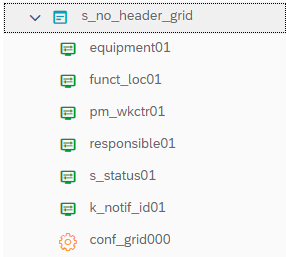 s_no_header_grid
equipment01
funct_loc01
pm_wkctr01
responsible01
s_status01
k_notif_id01
conf_grid000